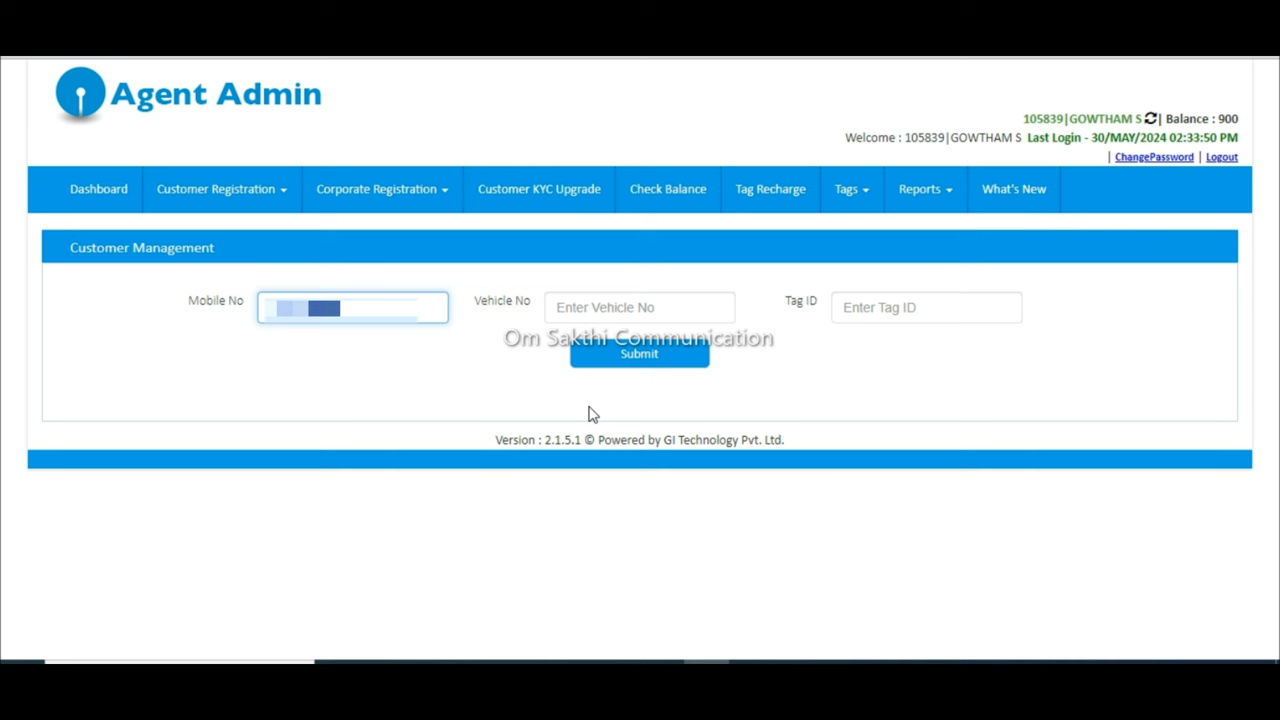 Agent Admin
105839|GOWTHAM S | Balance : 900
Welcome : 105839|GOWTHAM S Last Login - 30/MAY/2024 02:33:50 PM
| ChangePassword | Logout
Dashboard Customer Registration Corporate Registration Customer KYC Upgrade Check Balance Tag Recharge Tags Reports What's New
Customer Management
Mobile No Vehicle No Enter Vehicle No Tag ID Enter Tag ID
Om Sakthi Communication
Submit
Version : 2.1.5.1 © Powered by GI Technology Pvt. Ltd.